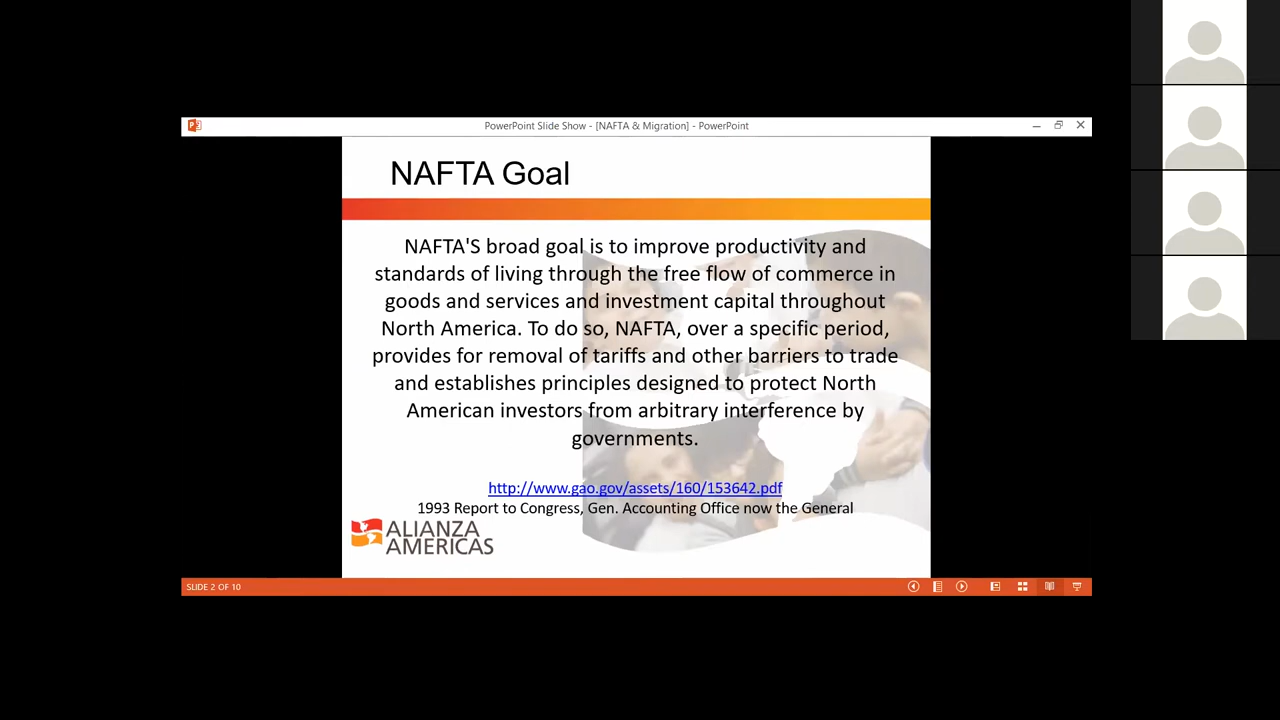 PowerPoint Slide Show - [NAFTA & Migration] - PowerPoint
NAFTA Goal
NAFTA'S broad goal is to improve productivity and
standards of living through the free flow of commerce in
goods and services and investment capital throughout
North America. To do so, NAFTA, over a specific period,
provides for removal of tariffs and other barriers to trade
and establishes principles designed to protect North
American investors from arbitrary interference by
governments.
http://www.gao.gov/assets/160/153642.pdf
1993 Report to Congress, Gen. Accounting Office now the General
ALIANZA
AMERICAS
SLIDE 2 OF 10